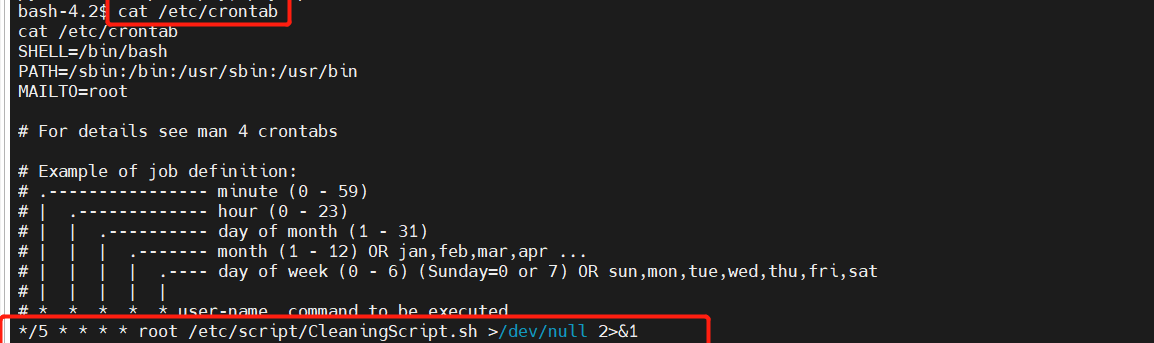 bash-4.2$ cat /etc/crontab
cat /etc/crontab
SHELL=/bin/bash
PATH=/sbin:/bin:/usr/sbin:/usr/bin
MAILTO=root
# For details see man 4 crontabs
# Example of job definition:
# .---------------- minute (0 - 59)
# |  .------------- hour (0 - 23)
# |  |  .---------- day of month (1 - 31)
# |  |  |  .------- month (1 - 12) OR jan,feb,mar,apr ...
# |  |  |  |  .---- day of week (0 - 6) (Sunday=0 or 7) OR sun,mon,tue,wed,thu,fri,sat
# |  |  |  |  |
# *  *  *  *  * user-name  command to be executed
*/5 * * * * root /etc/script/CleaningScript.sh >/dev/null 2>&1